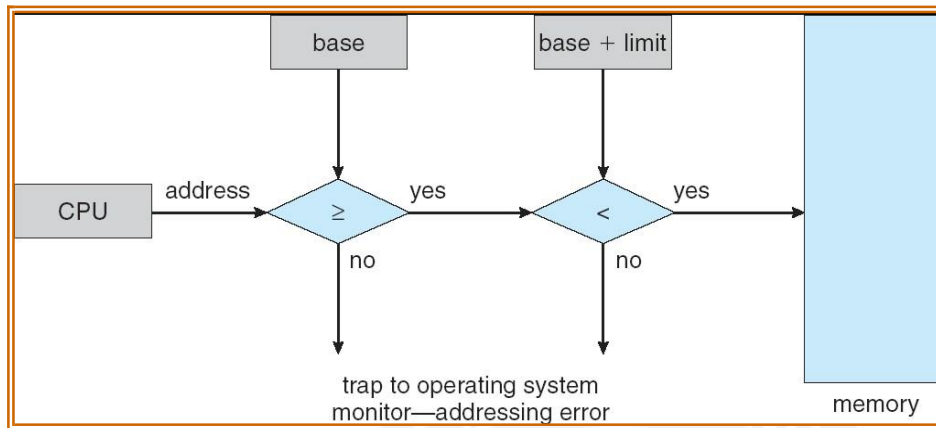 base
base + limit
CPU
address
≥
yes
<
yes
no
no
trap to operating system
monitor—addressing error
memory